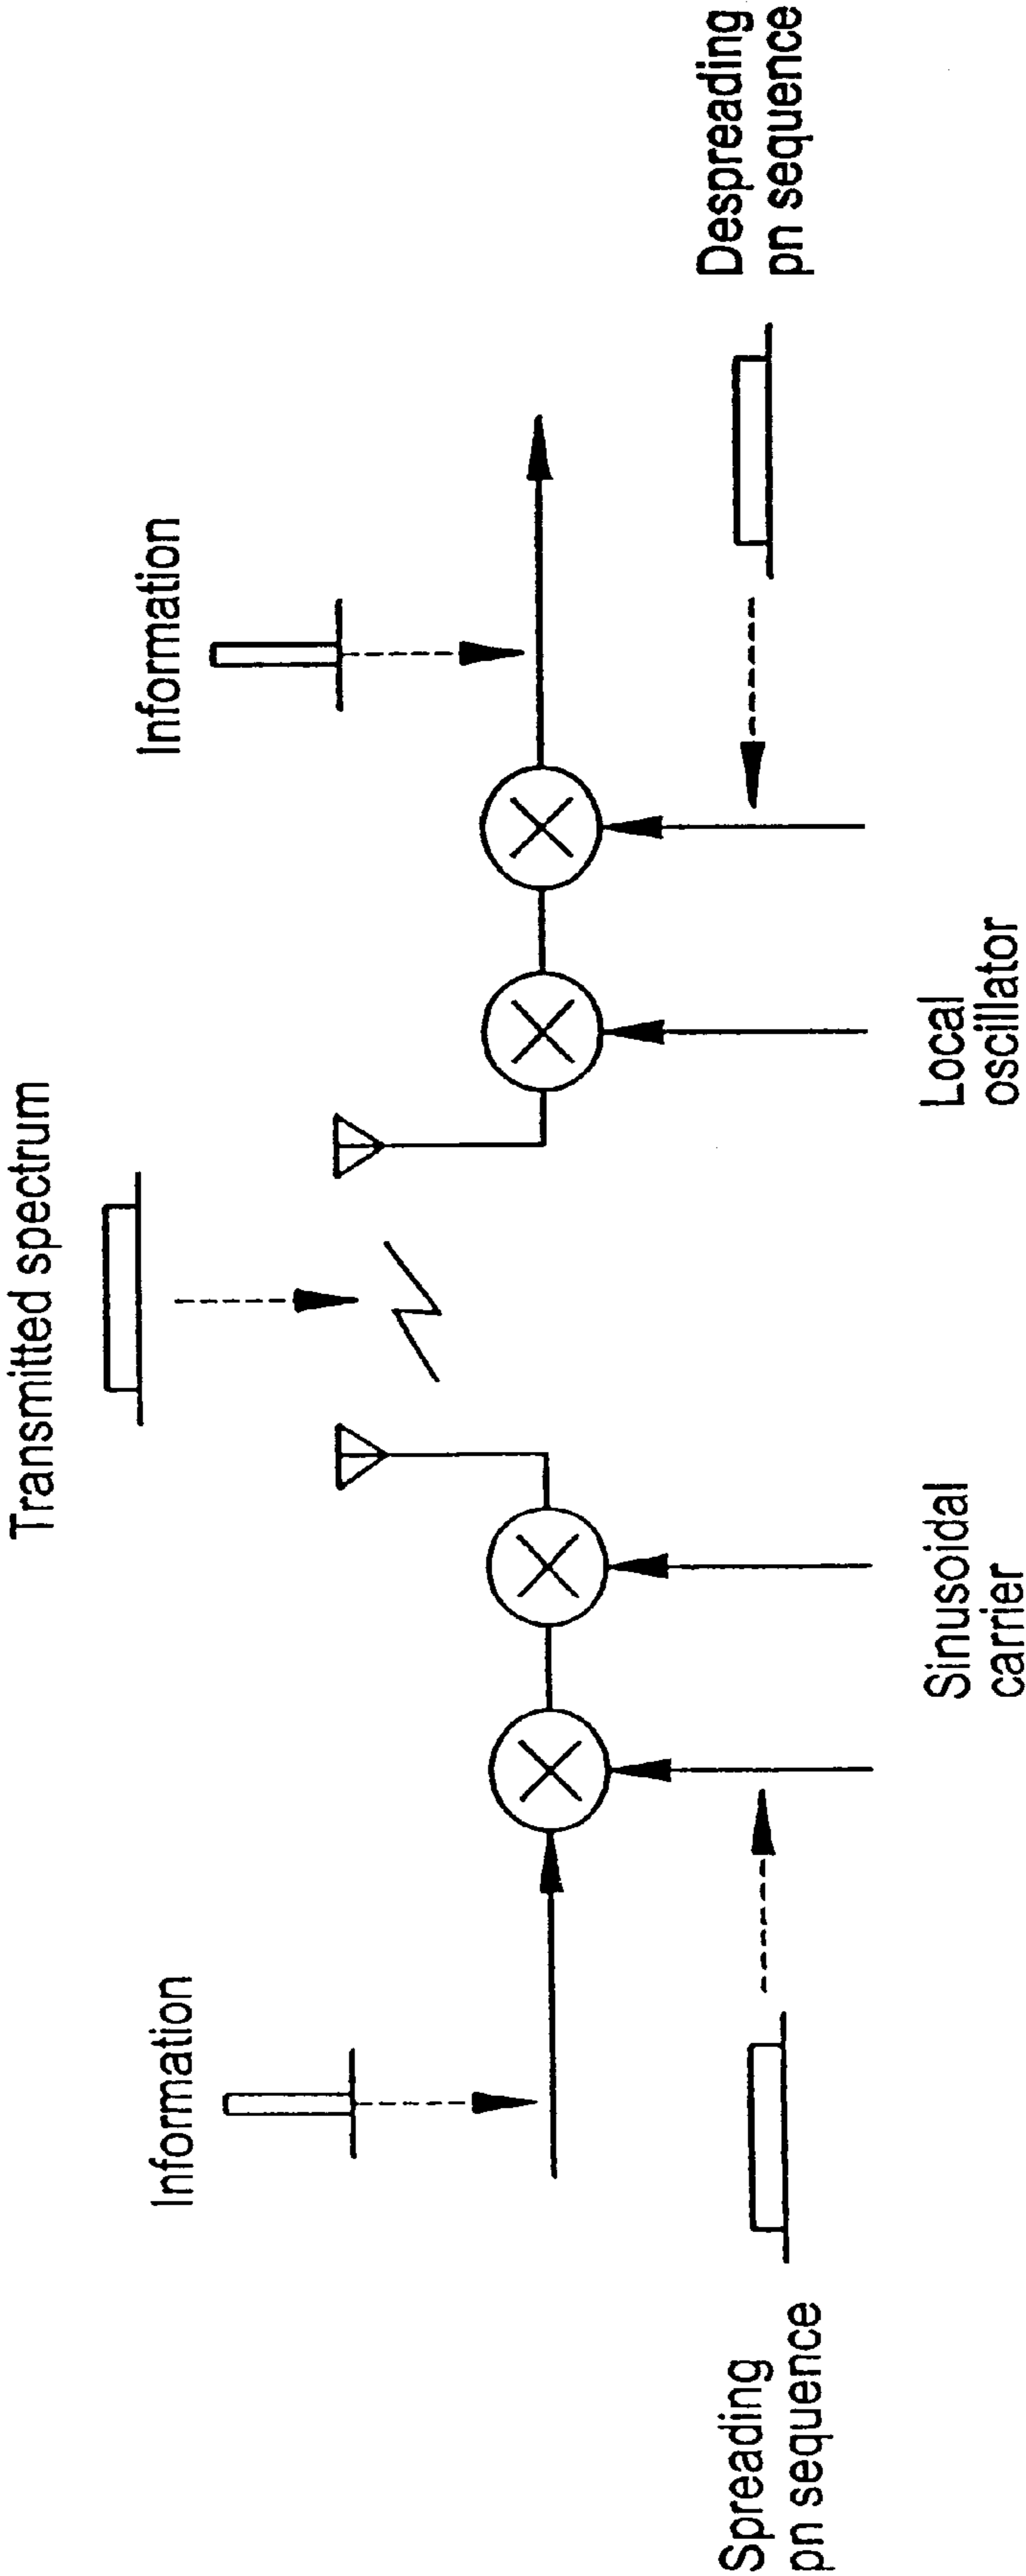 Transmitted spectrum
Information
Information
Spreading
pn sequence
Despreading
pn sequence
Sinusoidal
carrier
Local
oscillator